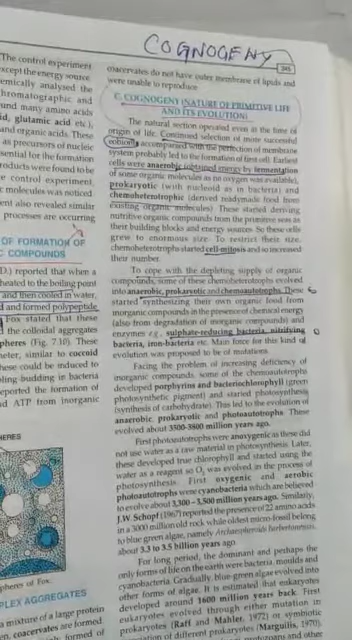 COGNOGENY
245
The control experiment
except the energy source
emically analysed the
hromatographic and
und many amino acids
id, glutamic acid etc.),
and organic acids. These
as precursors of nucleic
sential for the formation
products were found to be
e control experiment
c molecules was noticed
ent also revealed similar
processes are occurring
OF FORMATION OF
C COMPOUNDS
D.) reported that when a
heated to the boiling point
and then cooled in water,
d and formed polypeptide
Fox stated that these
the colloidal aggregates
pheres (Fig. 7.10). These
meter, similar to coccoid
hese could be induced to
bling budding in bacteria
reported the formation of
nd ATP from inorganic
HERES
pheres of Fox.
PLEX AGGREGATES
a mixture of a large protein
en, coacervates are formed
coacervates do not have outer membrane of lipids and
were unable to reproduce.
C. COGNOGENY (NATURE OF PRIMITIVE LIFE
AND ITS EVOLUTION)
The natural selection operated even at the time of
origin of life. Continued selection of more successful
eobionts accompanied with the perfection of membrane
system probably led to the formation of first cell. Earliest
cells were anaerobic (obtained energy by fermentation
of some organic molecules as no oxygen was available),
prokaryotic (with nucleoid as in bacteria) and
chemoheterotrophic (derived readymade food from
existing organic molecules). These started deriving
nutritive organic compounds from the primitive seas as
their building blocks and energy sources. So these cells
grew to enormous size. To restrict their size,
chemoheterotrophs started cell-mitosis and so increased
their number.
To cope with the depleting supply of organic
compounds, some of these chemoheterotrophs evolved
into anaerobic, prokaryotic and chemoautotrophs. These
started synthesizing their own organic food from
inorganic compounds in the presence of chemical energy
(also from degradation of inorganic compounds) and
enzymes e.g., sulphate-reducing bacteria, nitrifying
bacteria, iron-bacteria etc. Main force for this kind of
evolution was proposed to be of mutations.
Facing the problem of increasing deficiency of
inorganic compounds, some of the chemoautotrophs
developed porphyrins and bacteriochlorophyll (green
photosynthetic pigment) and started photosynthesis
(synthesis of carbohydrate). This led to the evolution of
anaerobic, prokaryotic and photoautotrophs. These
evolved about 3500-3800 million years ago.
First photoautotrophs were anoxygenic as these did
not use water as a raw material in photosynthesis. Later,
these developed true chlorophyll and started using the
water as a reagent so O₂ was evolved in the process of
photosynthesis. First oxygenic and aerobic
photoautotrophs were cyanobacteria which are believed
to evolve about 3,300 – 3,500 million years ago. Similarly,
J.W Schopf (1967) reported the presence of 22 amino acids
in a 3000 million old rock while oldest micro-fossil belong
to blue green algae, namely
about 3.3 to 3.5 billion years ago.
For long period, the dominant and perhaps the
only forms of life on the earth were bacteria, moulds and
cyanobacteria. Gradually, blue green algae evolved into
other forms of algae. It is estimated that eukaryotes
first developed around 1600 million years back. First
eukaryotes evolved through either mutation in
prokaryotes (Raff and Mahler, 1972) or symbiotic
of different prokaryotes (Margulis, 1970).